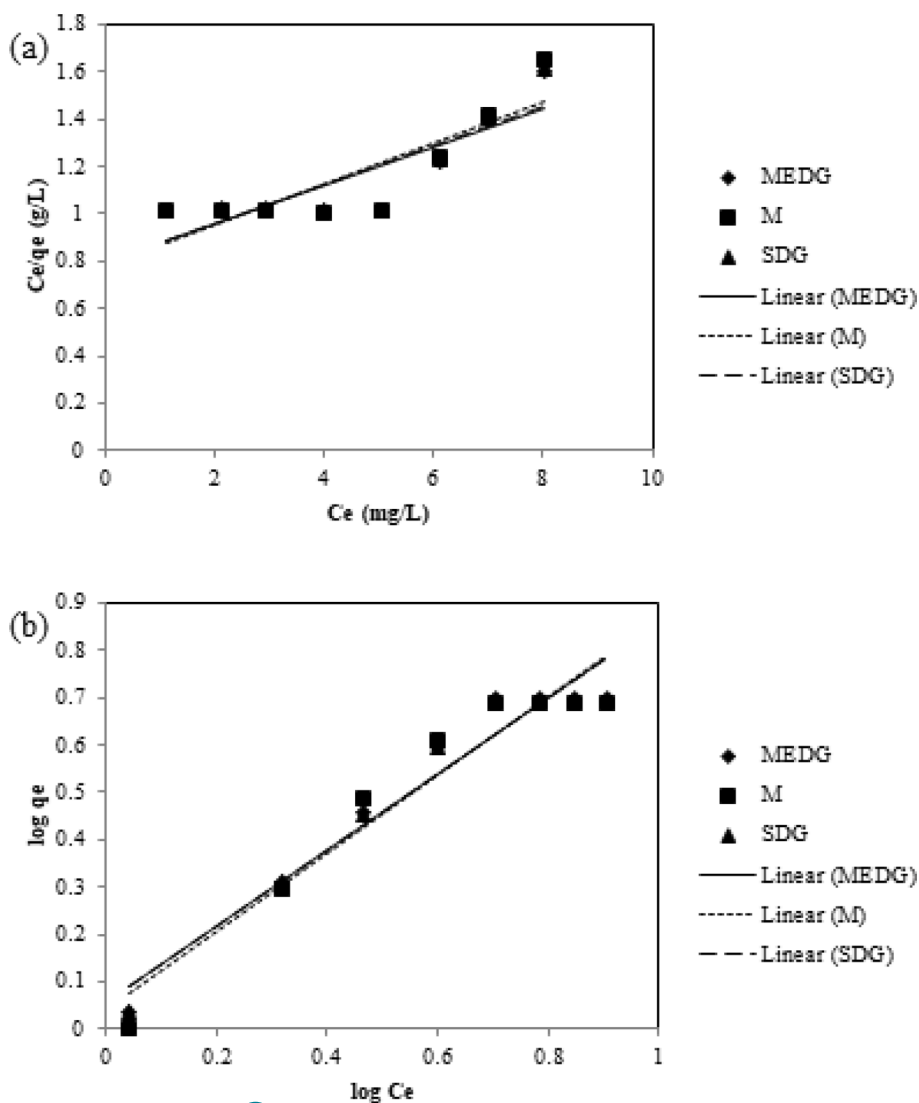 (a)
1.8
1.6
1.4
1.2
1
0.8
0.6
0.4
0.2
0
Ce/qe (g/L)
0 2 4 6 8 10
Ce (mg/L)
MEDG
M
SDG
Linear (MEDG)
Linear (M)
Linear (SDG)
(b)
0.9
0.8
0.7
0.6
0.5
0.4
0.3
0.2
0.1
0
log qe
0 0.2 0.4 0.6 0.8 1
log Ce
MEDG
M
SDG
Linear (MEDG)
Linear (M)
Linear (SDG)